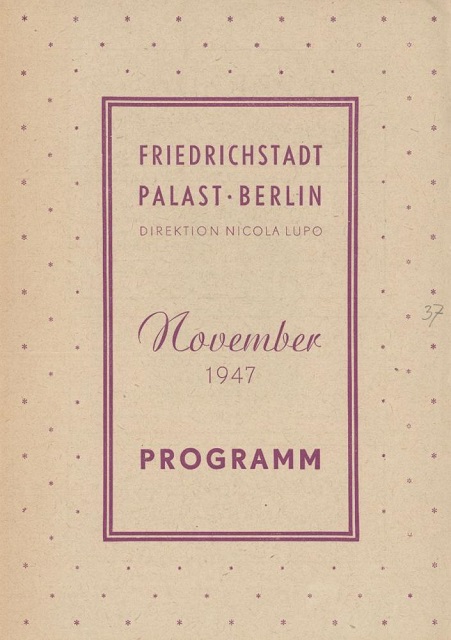 FRIEDRICHSTADT
PALAST · BERLIN
DIREKTION NICOLA LUPO
November
1947
PROGRAMM
37